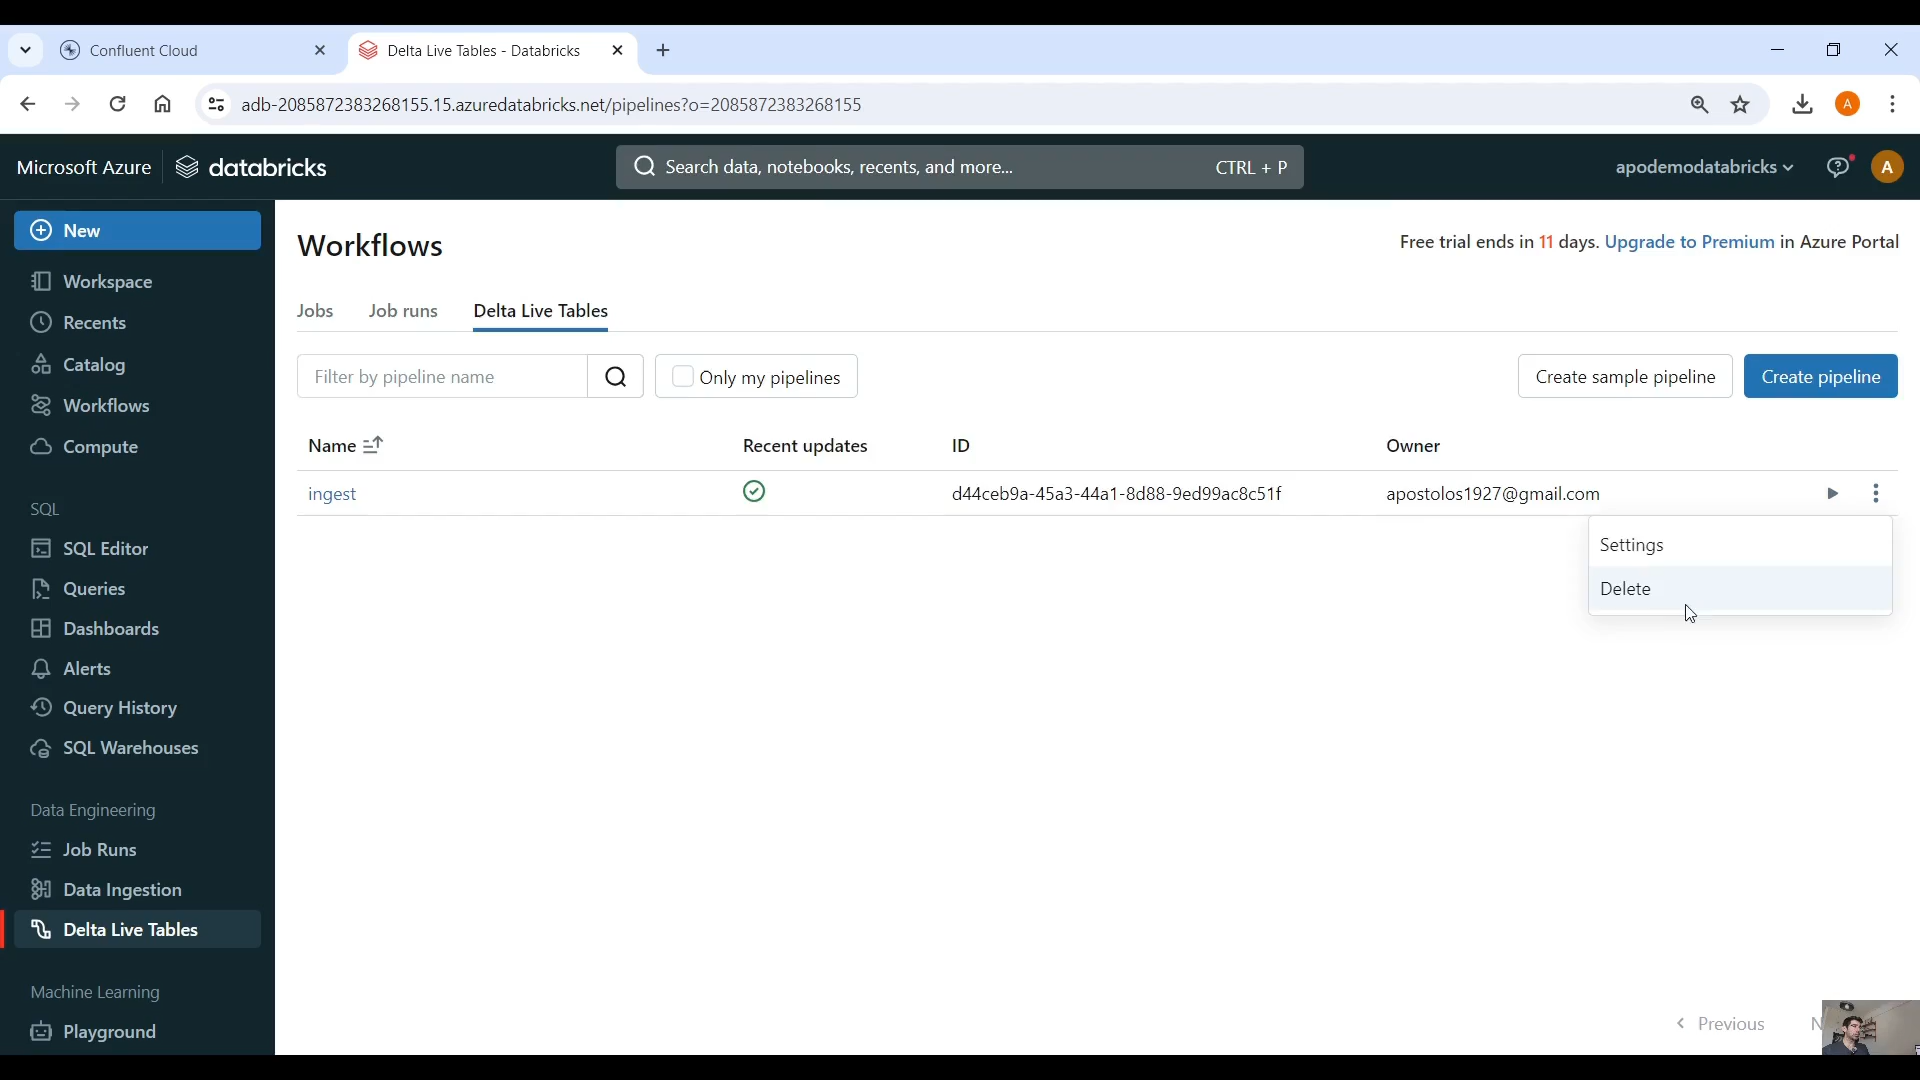 Confluent Cloud
Delta Live Tables - Databricks
adb-2085872383268155.15.azuredatabricks.net/pipelines?o=2085872383268155
A
Microsoft Azure
databricks
Search data, notebooks, recents, and more...
CTRL + P
apodemodatabricks
A
New
Workspace
Recents
Catalog
Workflows
Compute
SQL
SQL Editor
Queries
Dashboards
Alerts
Query History
SQL Warehouses
Data Engineering
Job Runs
Data Ingestion
Delta Live Tables
Machine Learning
Playground
Workflows
Free trial ends in 11 days. Upgrade to Premium in Azure Portal
Jobs
Job runs
Delta Live Tables
Filter by pipeline name
Only my pipelines
Create sample pipeline
Create pipeline
Name
Recent updates
ID
Owner
ingest
d44ceb9a-45a3-44a1-8d88-9ed99ac8c51f
apostolos1927@gmail.com
Settings
Delete
Previous